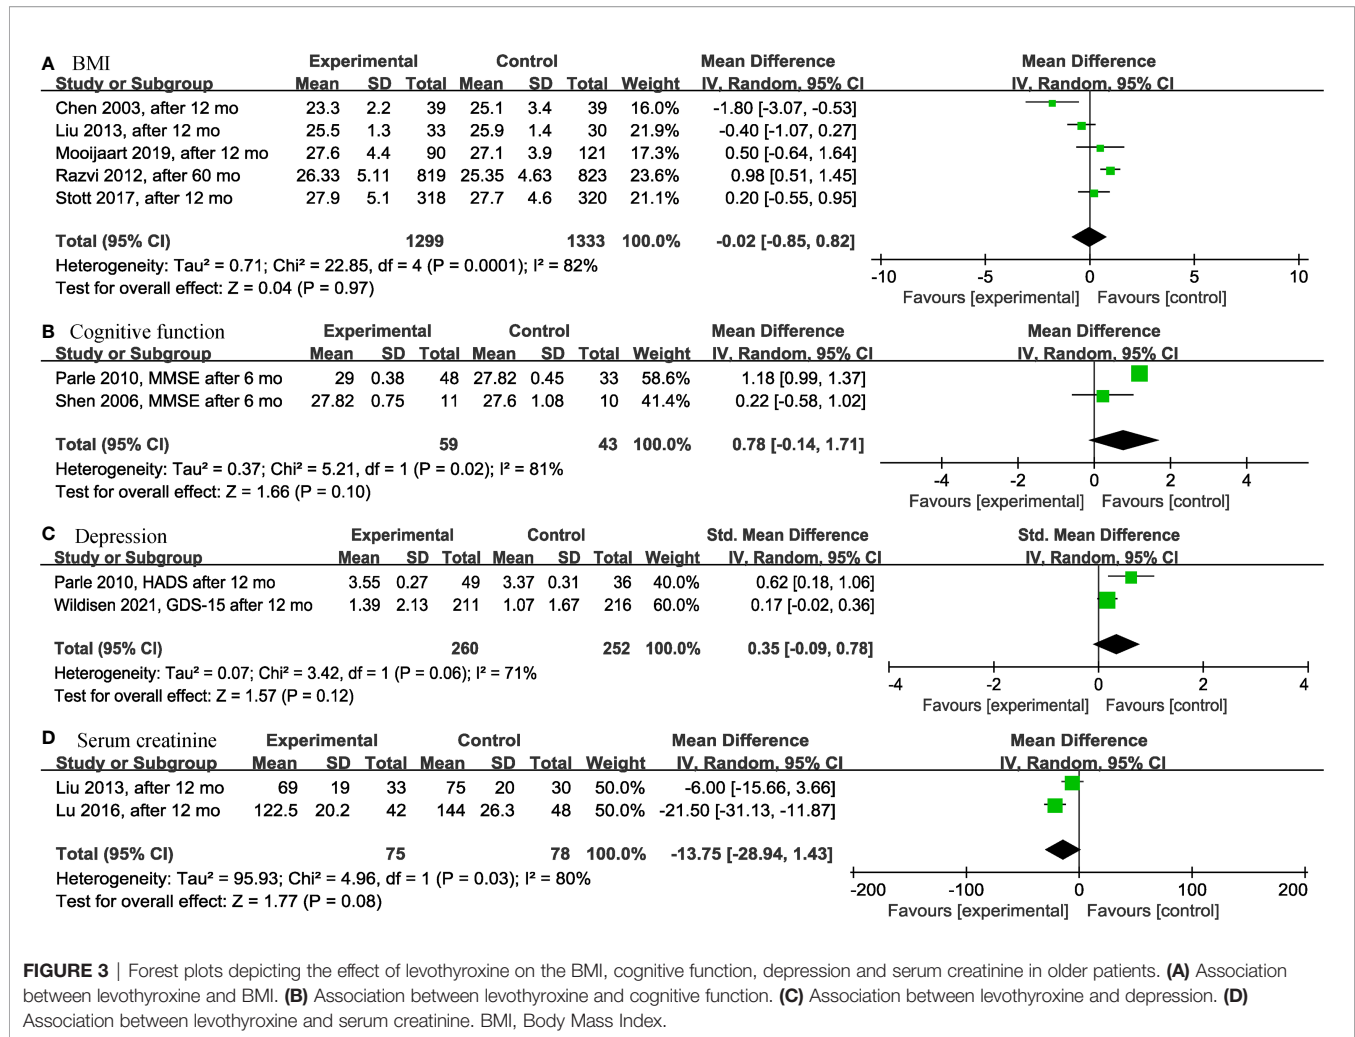 A BMI Experimental Control Mean Difference Mean Difference
Study or Subgroup Mean SD Total Mean SD Total Weight IV, Random, 95% CI IV, Random, 95% CI
Chen 2003, after 12 mo 23.3 2.2 39 25.1 3.4 39 16.0% -1.80 [-3.07, -0.53]
Liu 2013, after 12 mo 25.5 1.3 33 25.9 1.4 30 21.9% -0.40 [-1.07, 0.27]
Mooijaart 2019, after 12 mo 27.6 4.4 90 27.1 3.9 121 17.3% 0.50 [-0.64, 1.64]
Razvi 2012, after 60 mo 26.33 5.11 819 25.35 4.63 823 23.6% 0.98 [0.51, 1.45]
Stott 2017, after 12 mo 27.9 5.1 318 27.7 4.6 320 21.1% 0.20 [-0.55, 0.95]
Total (95% CI) 1299 1333 100.0% -0.02 [-0.85, 0.82]
Heterogeneity: Tau² = 0.71; Chi² = 22.85, df = 4 (P = 0.0001); I² = 82%
Test for overall effect: Z = 0.04 (P = 0.97)
-10 -5 0 5 10
Favours [experimental] Favours [control]
B Cognitive function Experimental Control Mean Difference Mean Difference
Study or Subgroup Mean SD Total Mean SD Total Weight IV, Random, 95% CI IV, Random, 95% CI
Parle 2010, MMSE after 6 mo 29 0.38 48 27.82 0.45 33 58.6% 1.18 [0.99, 1.37]
Shen 2006, MMSE after 6 mo 27.82 0.75 11 27.6 1.08 10 41.4% 0.22 [-0.58, 1.02]
Total (95% CI) 59 43 100.0% 0.78 [-0.14, 1.71]
Heterogeneity: Tau² = 0.37; Chi² = 5.21, df = 1 (P = 0.02); I² = 81%
Test for overall effect: Z = 1.66 (P = 0.10)
-4 -2 0 2 4
Favours [experimental] Favours [control]
C Depression Experimental Control Std. Mean Difference Std. Mean Difference
Study or Subgroup Mean SD Total Mean SD Total Weight IV, Random, 95% CI IV, Random, 95% CI
Parle 2010, HADS after 12 mo 3.55 0.27 49 3.37 0.31 36 40.0% 0.62 [0.18, 1.06]
Wildisen 2021, GDS-15 after 12 mo 1.39 2.13 211 1.07 1.67 216 60.0% 0.17 [-0.02, 0.36]
Total (95% CI) 260 252 100.0% 0.35 [-0.09, 0.78]
Heterogeneity: Tau² = 0.07; Chi² = 3.42, df = 1 (P = 0.06); I² = 71%
Test for overall effect: Z = 1.57 (P = 0.12)
-4 -2 0 2 4
Favours [experimental] Favours [control]
D Serum creatinine Experimental Control Mean Difference Mean Difference
Study or Subgroup Mean SD Total Mean SD Total Weight IV, Random, 95% CI IV, Random, 95% CI
Liu 2013, after 12 mo 69 19 33 75 20 30 50.0% -6.00 [-15.66, 3.66]
Lu 2016, after 12 mo 122.5 20.2 42 144 26.3 48 50.0% -21.50 [-31.13, -11.87]
Total (95% CI) 75 78 100.0% -13.75 [-28.94, 1.43]
Heterogeneity: Tau² = 95.93; Chi² = 4.96, df = 1 (P = 0.03); I² = 80%
Test for overall effect: Z = 1.77 (P = 0.08)
-200 -100 0 100 200
Favours [experimental] Favours [control]
FIGURE 3 | Forest plots depicting the effect of levothyroxine on the BMI, cognitive function, depression and serum creatinine in older patients. (A) Association
between levothyroxine and BMI. (B) Association between levothyroxine and cognitive function. (C) Association between levothyroxine and depression. (D)
Association between levothyroxine and serum creatinine. BMI, Body Mass Index.